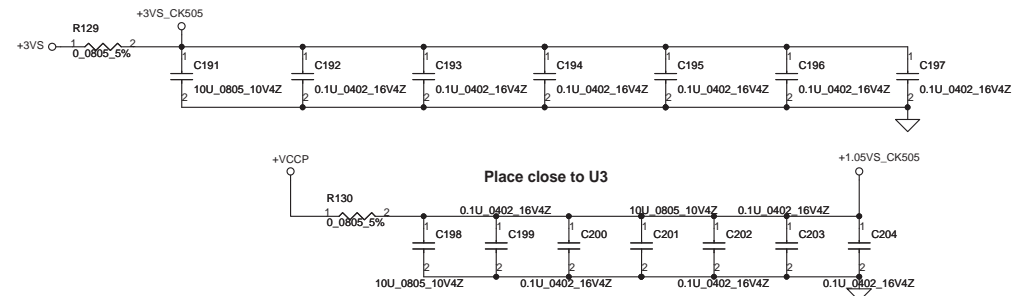 +3VS_CK505
R129
+3VS 1 2
0_0805_5%
1 1 1 1 1 1 1
C191 C192 C193 C194 C195 C196 C197
10U_0805_10V4Z 0.1U_0402_16V4Z 0.1U_0402_16V4Z 0.1U_0402_16V4Z 0.1U_0402_16V4Z 0.1U_0402_16V4Z 0.1U_0402_16V4Z
2 2 2 2 2 2 2
+VCCP +1.05VS_CK505
Place close to U3
R130
1 2 0.1U_0402_16V4Z 10U_0805_10V4Z 0.1U_0402_16V4Z
0_0805_5%
1 1 1 1 1 1 1
C198 C199 C200 C201 C202 C203 C204
2 2 2 2 2 2 2
10U_0805_10V4Z 0.1U_0402_16V4Z 0.1U_0402_16V4Z 0.1U_0402_16V4Z